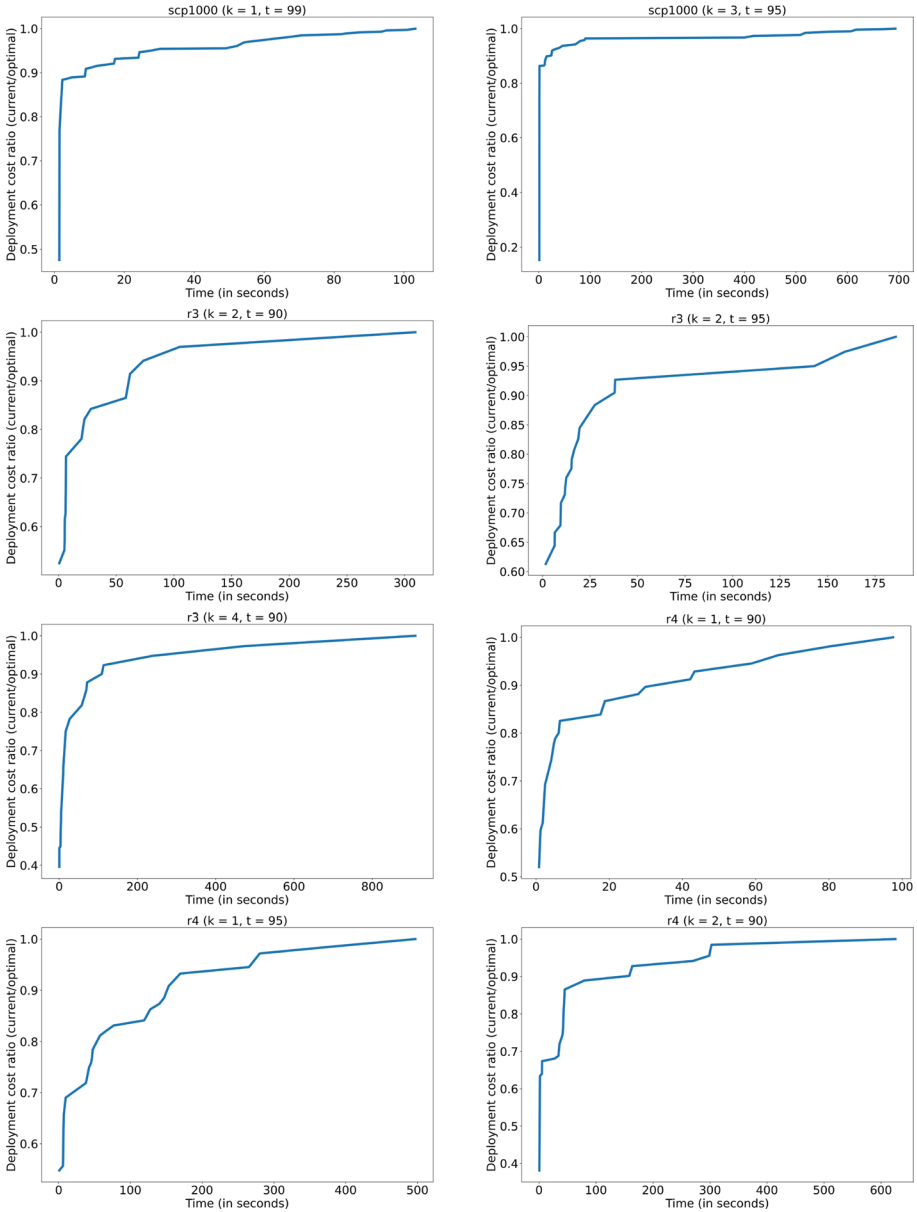 scp1000 (k = 1, t = 99)
Deployment cost ratio (current/optimal)
1.0
0.9
0.8
0.7
0.6
0.5
0 20 40 60 80 100
Time (in seconds)
scp1000 (k = 3, t = 95)
Deployment cost ratio (current/optimal)
1.0
0.8
0.6
0.4
0.2
0 100 200 300 400 500 600 700
Time (in seconds)
r3 (k = 2, t = 90)
Deployment cost ratio (current/optimal)
1.0
0.9
0.8
0.7
0.6
0 50 100 150 200 250 300
Time (in seconds)
r3 (k = 2, t = 95)
Deployment cost ratio (current/optimal)
1.00
0.95
0.90
0.85
0.80
0.75
0.70
0.65
0.60
0 25 50 75 100 125 150 175
Time (in seconds)
r3 (k = 4, t = 90)
Deployment cost ratio (current/optimal)
1.0
0.9
0.8
0.7
0.6
0.5
0.4
0 200 400 600 800
Time (in seconds)
r4 (k = 1, t = 90)
Deployment cost ratio (current/optimal)
1.0
0.9
0.8
0.7
0.6
0.5
0 20 40 60 80 100
Time (in seconds)
r4 (k = 1, t = 95)
Deployment cost ratio (current/optimal)
1.0
0.9
0.8
0.7
0.6
0 100 200 300 400 500
Time (in seconds)
r4 (k = 2, t = 90)
Deployment cost ratio (current/optimal)
1.0
0.9
0.8
0.7
0.6
0.5
0.4
0 100 200 300 400 500 600
Time (in seconds)